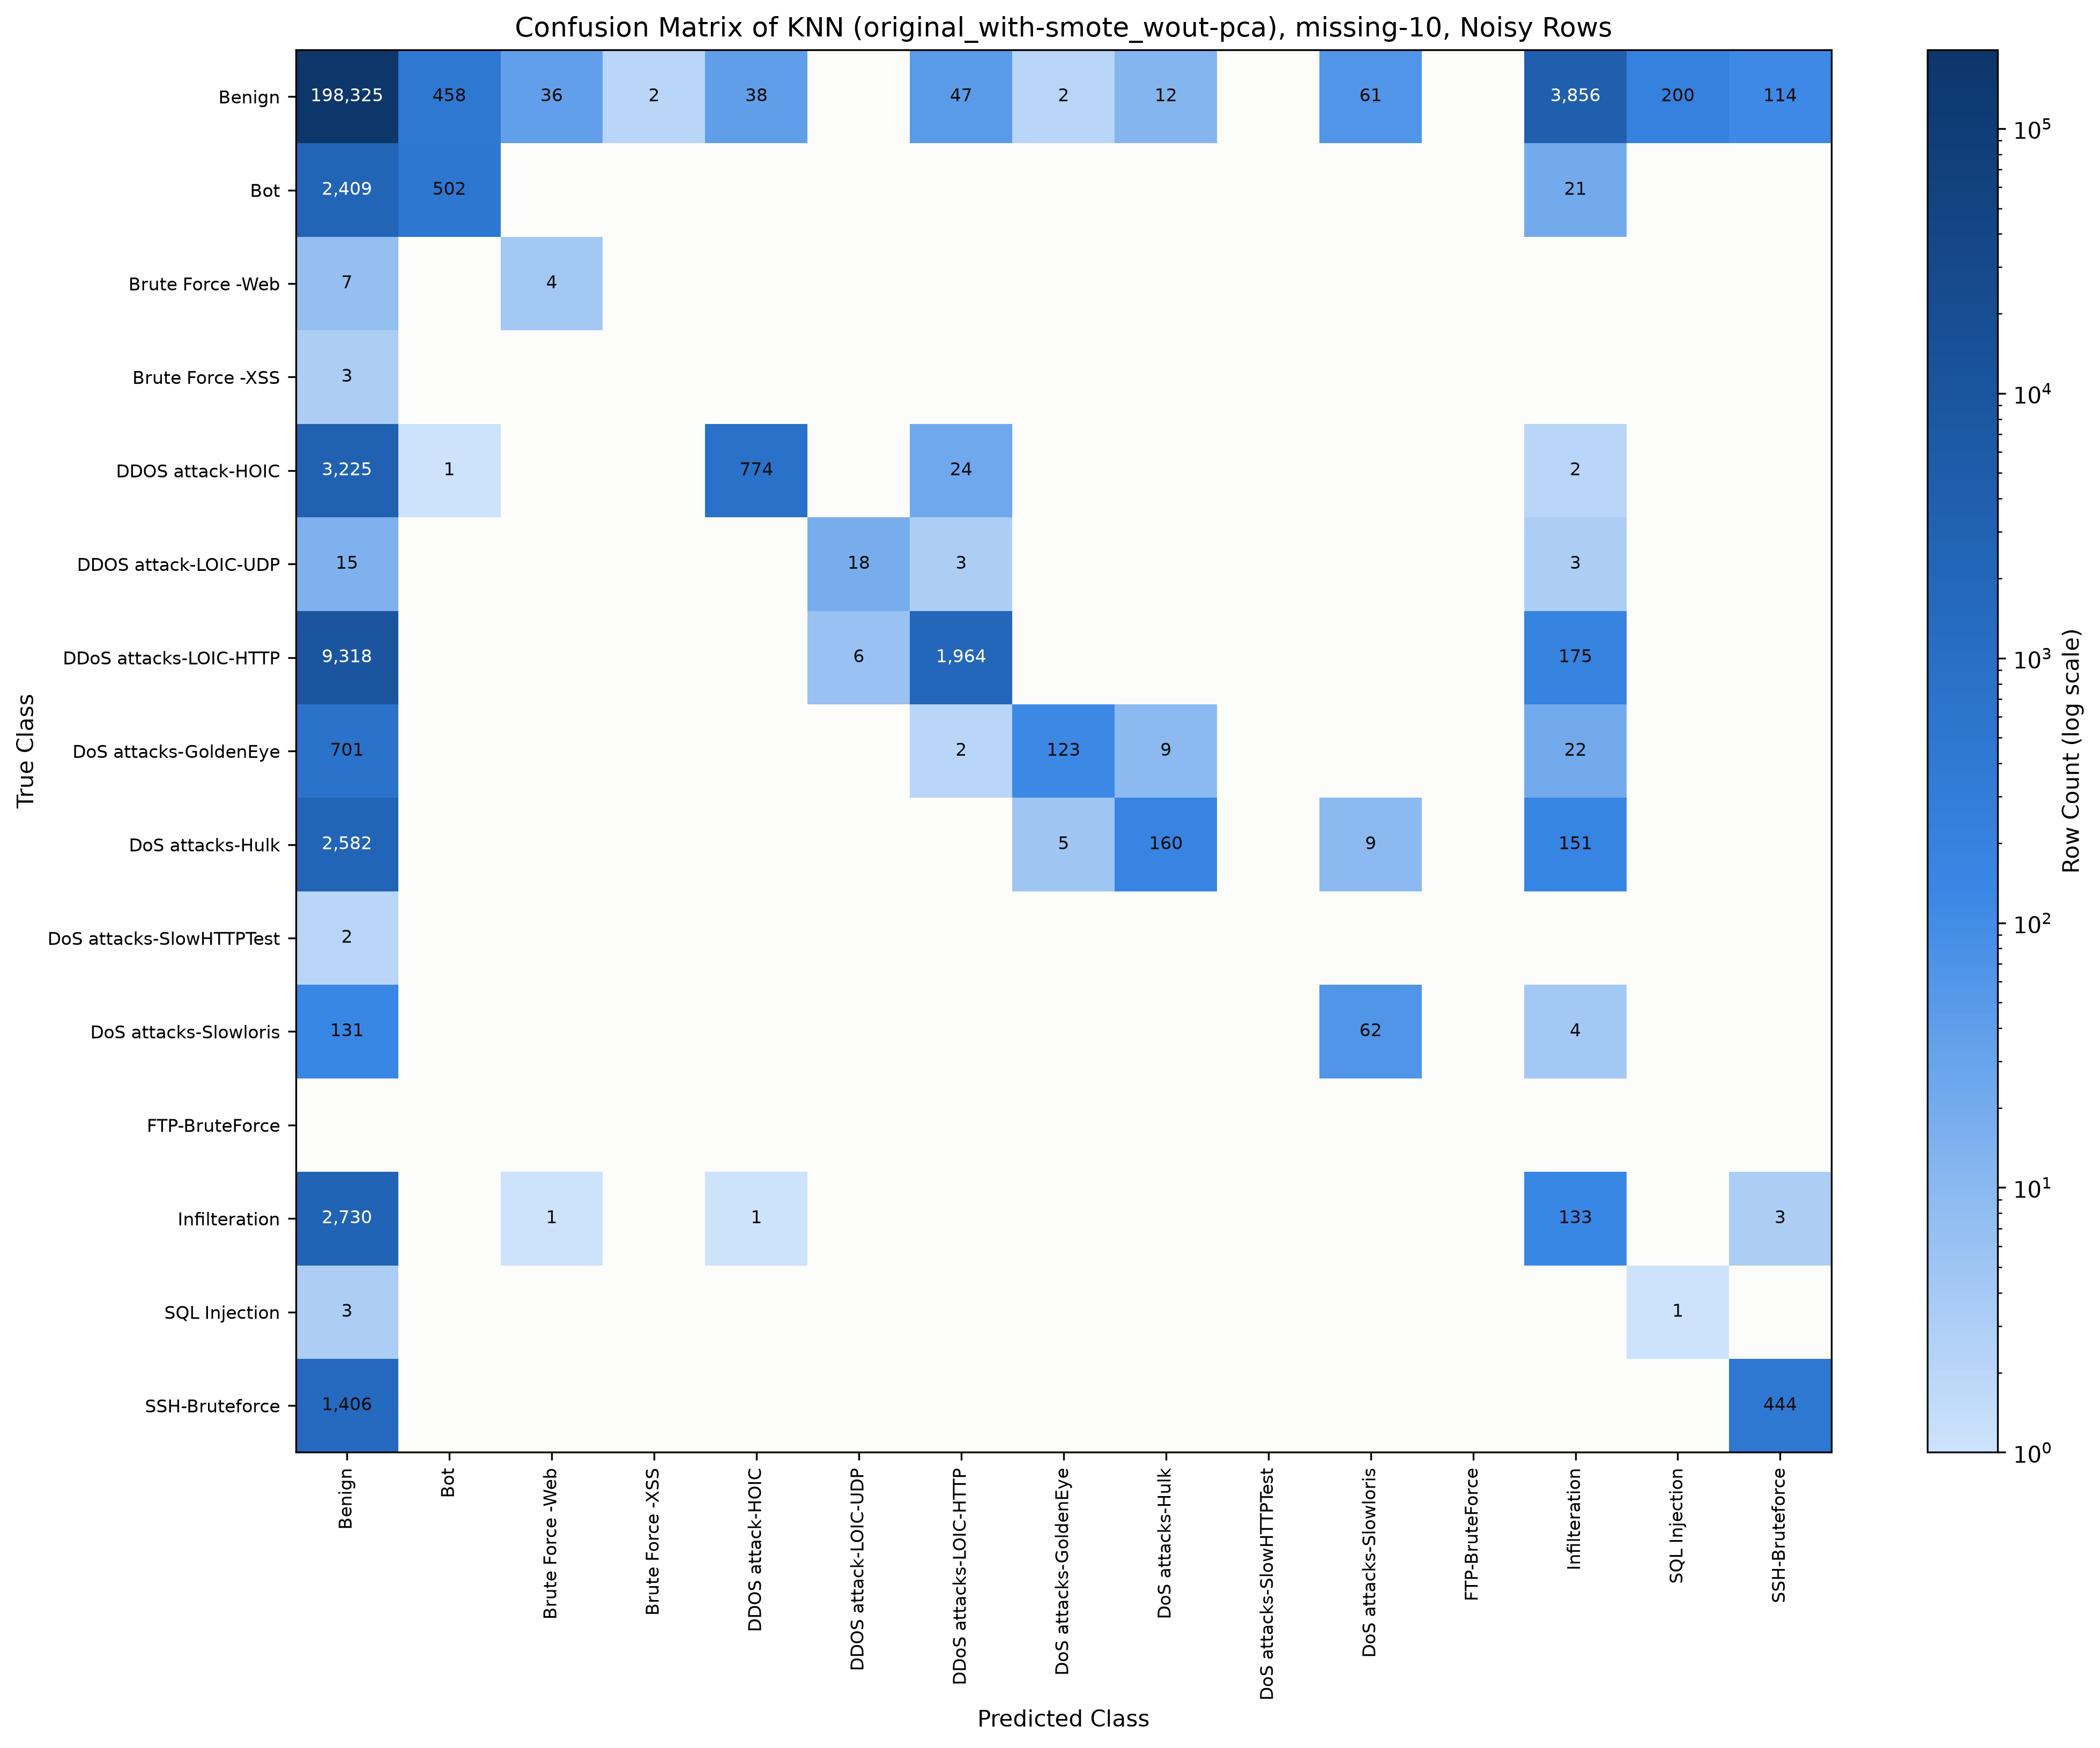 Confusion Matrix of KNN (original_with-smote_wout-pca), missing-10, Noisy Rows
True Class
Benign 198,325 458 36 2 38 47 2 12 61 3,856 200 114
Bot 2,409 502 21
Brute Force -Web 7 4
Brute Force -XSS 3
DDOS attack-HOIC 3,225 1 774 24 2
DDOS attack-LOIC-UDP 15 18 3 3
DDoS attacks-LOIC-HTTP 9,318 6 1,964 175
DoS attacks-GoldenEye 701 2 123 9 22
DoS attacks-Hulk 2,582 5 160 9 151
DoS attacks-SlowHTTPTest 2
DoS attacks-Slowloris 131 62 4
FTP-BruteForce
Infilteration 2,730 1 1 133 3
SQL Injection 3 1
SSH-Bruteforce 1,406 444
Benign
Bot
Brute Force -Web
Brute Force -XSS
DDOS attack-HOIC
DDOS attack-LOIC-UDP
DDoS attacks-LOIC-HTTP
DoS attacks-GoldenEye
DoS attacks-Hulk
DoS attacks-SlowHTTPTest
DoS attacks-Slowloris
FTP-BruteForce
Infilteration
SQL Injection
SSH-Bruteforce
Predicted Class
10⁵
10⁴
10³
10²
10¹
10⁰
Row Count (log scale)